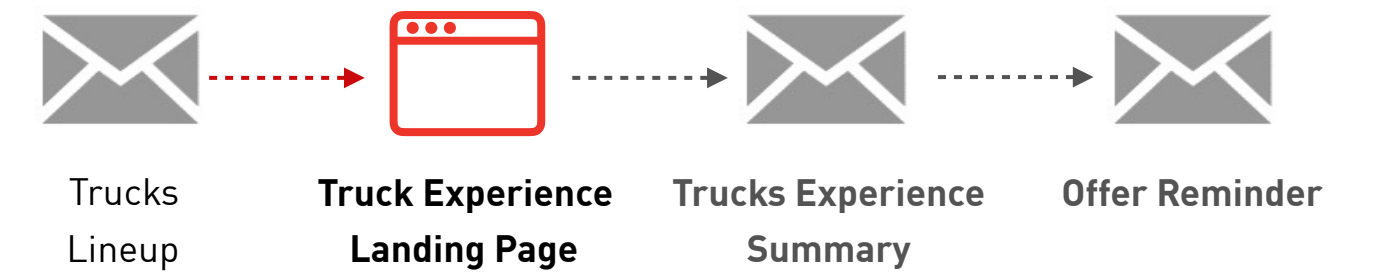 Trucks
Lineup
Truck Experience
Landing Page
Trucks Experience
Summary
Offer Reminder